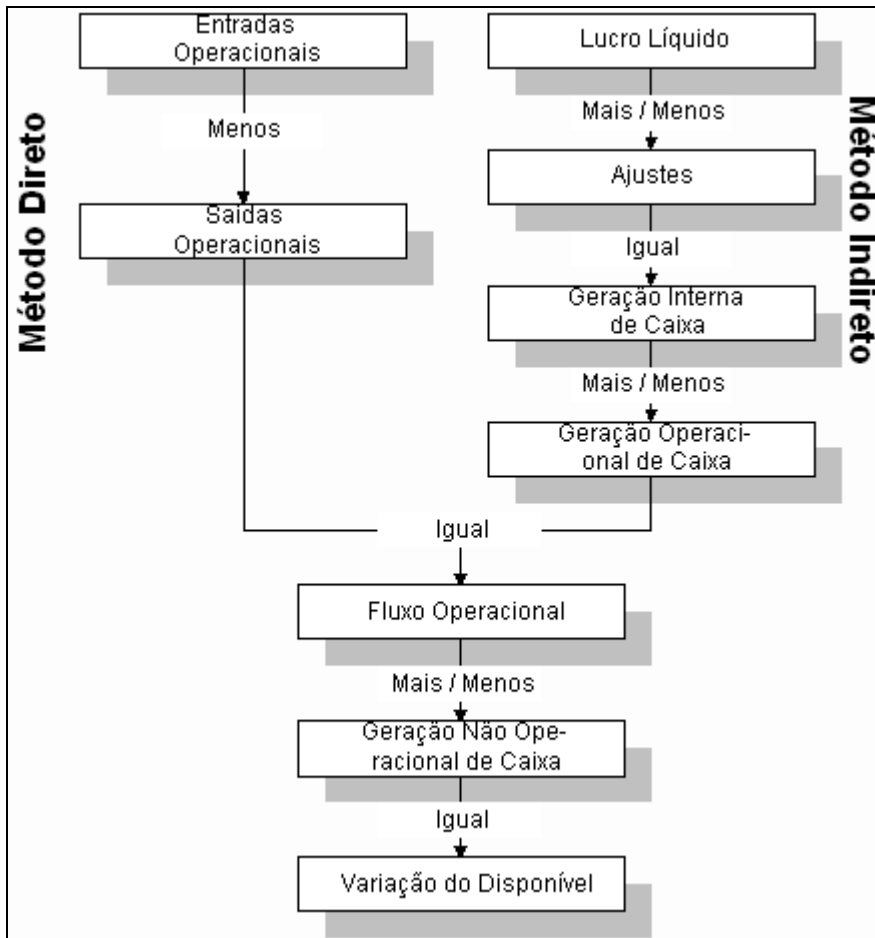 Método Direto
Entradas
Operacionais
Menos
Saídas
Operacionais
Lucro Líquido
Mais / Menos
Ajustes
Igual
Geração Interna
de Caixa
Mais / Menos
Geração Operaci-
onal de Caixa
Método Indireto
Igual
Fluxo Operacional
Mais / Menos
Geração Não Ope-
racional de Caixa
Igual
Variação do Disponível